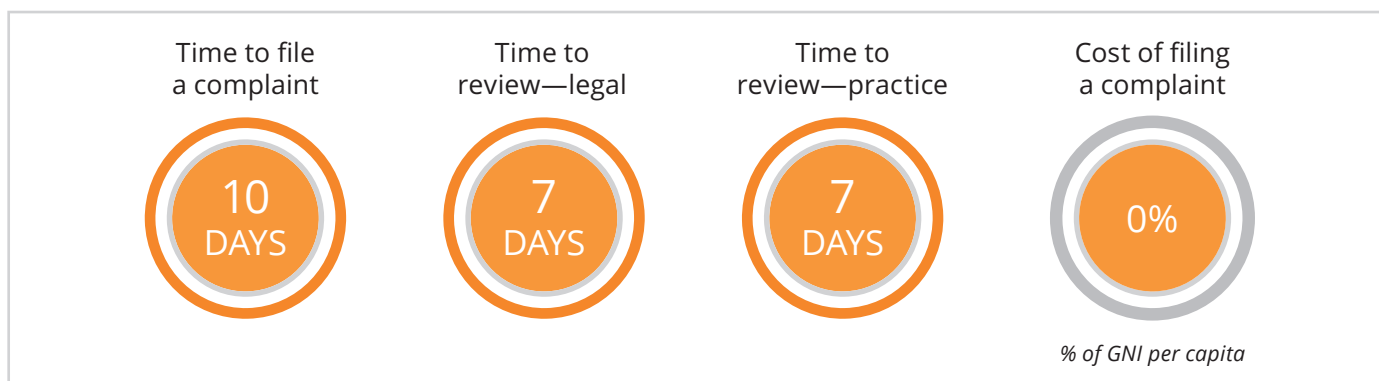 Time to file
a complaint
10
DAYS
Time to
review—legal
7
DAYS
Time to
review—practice
7
DAYS
Cost of filing
a complaint
0%
% of GNI per capita